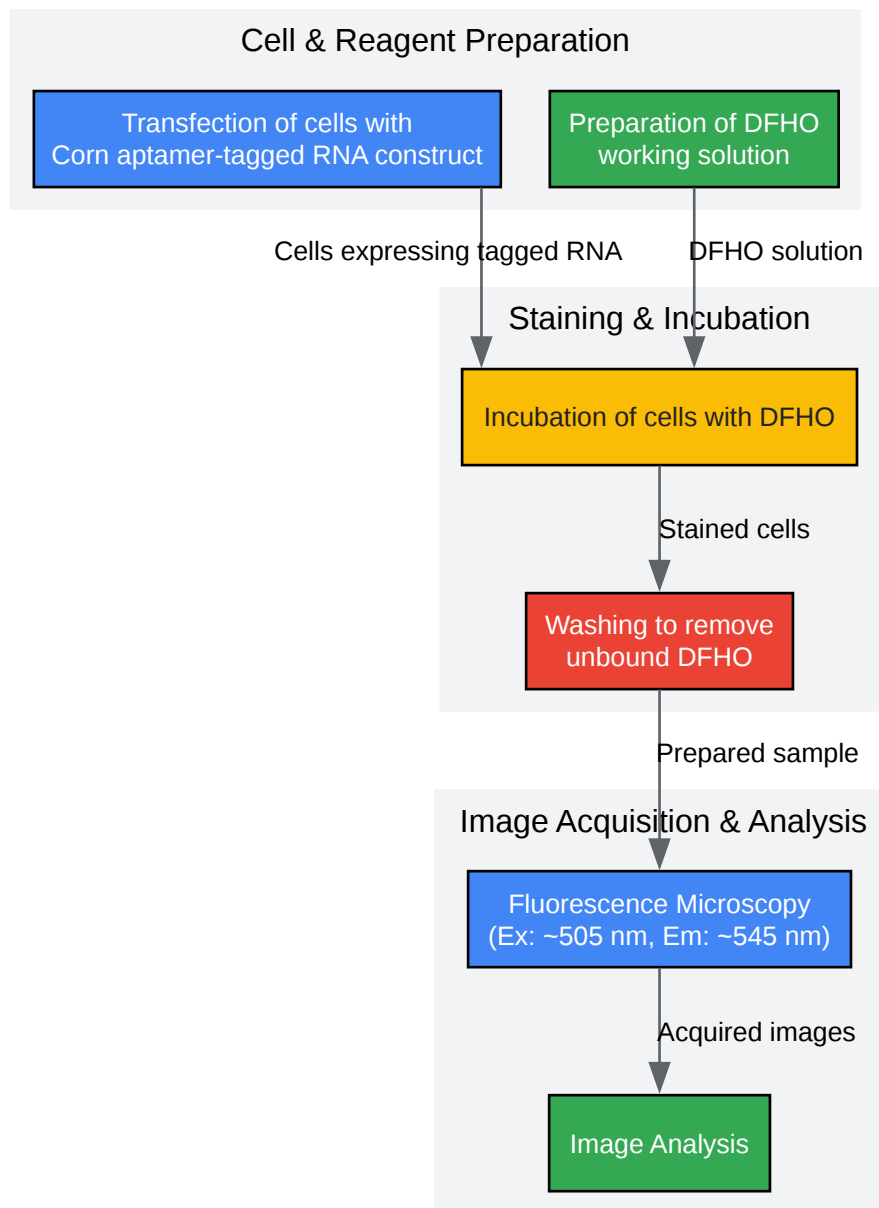 Cell & Reagent Preparation
Transfection of cells with
Corn aptamer-tagged RNA construct
Preparation of DFHO
working solution
Cells expressing tagged RNA
DFHO solution
Staining & Incubation
Incubation of cells with DFHO
Stained cells
Washing to remove
unbound DFHO
Prepared sample
Image Acquisition & Analysis
Fluorescence Microscopy
(Ex: ~505 nm, Em: ~545 nm)
Acquired images
Image Analysis